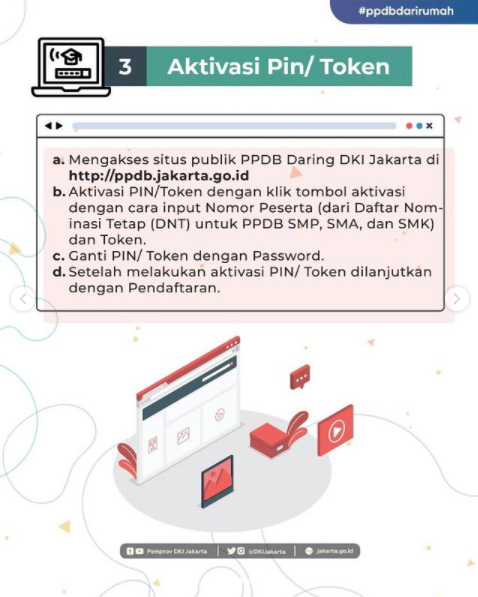 #ppdbdarirumah
3 Aktivasi Pin/ Token
a. Mengakses situs publik PPDB Daring DKI Jakarta di
http://ppdb.jakarta.go.id
b. Aktivasi PIN/Token dengan klik tombol aktivasi
dengan cara input Nomor Peserta (dari Daftar Nom-
inasi Tetap (DNT) untuk PPDB SMP, SMA, dan SMK)
dan Token.
c. Ganti PIN/ Token dengan Password.
d. Setelah melakukan aktivasi PIN/ Token dilanjutkan
dengan Pendaftaran.
Pemprov DKI Jakarta | @DKIJakarta | jakarta.go.id